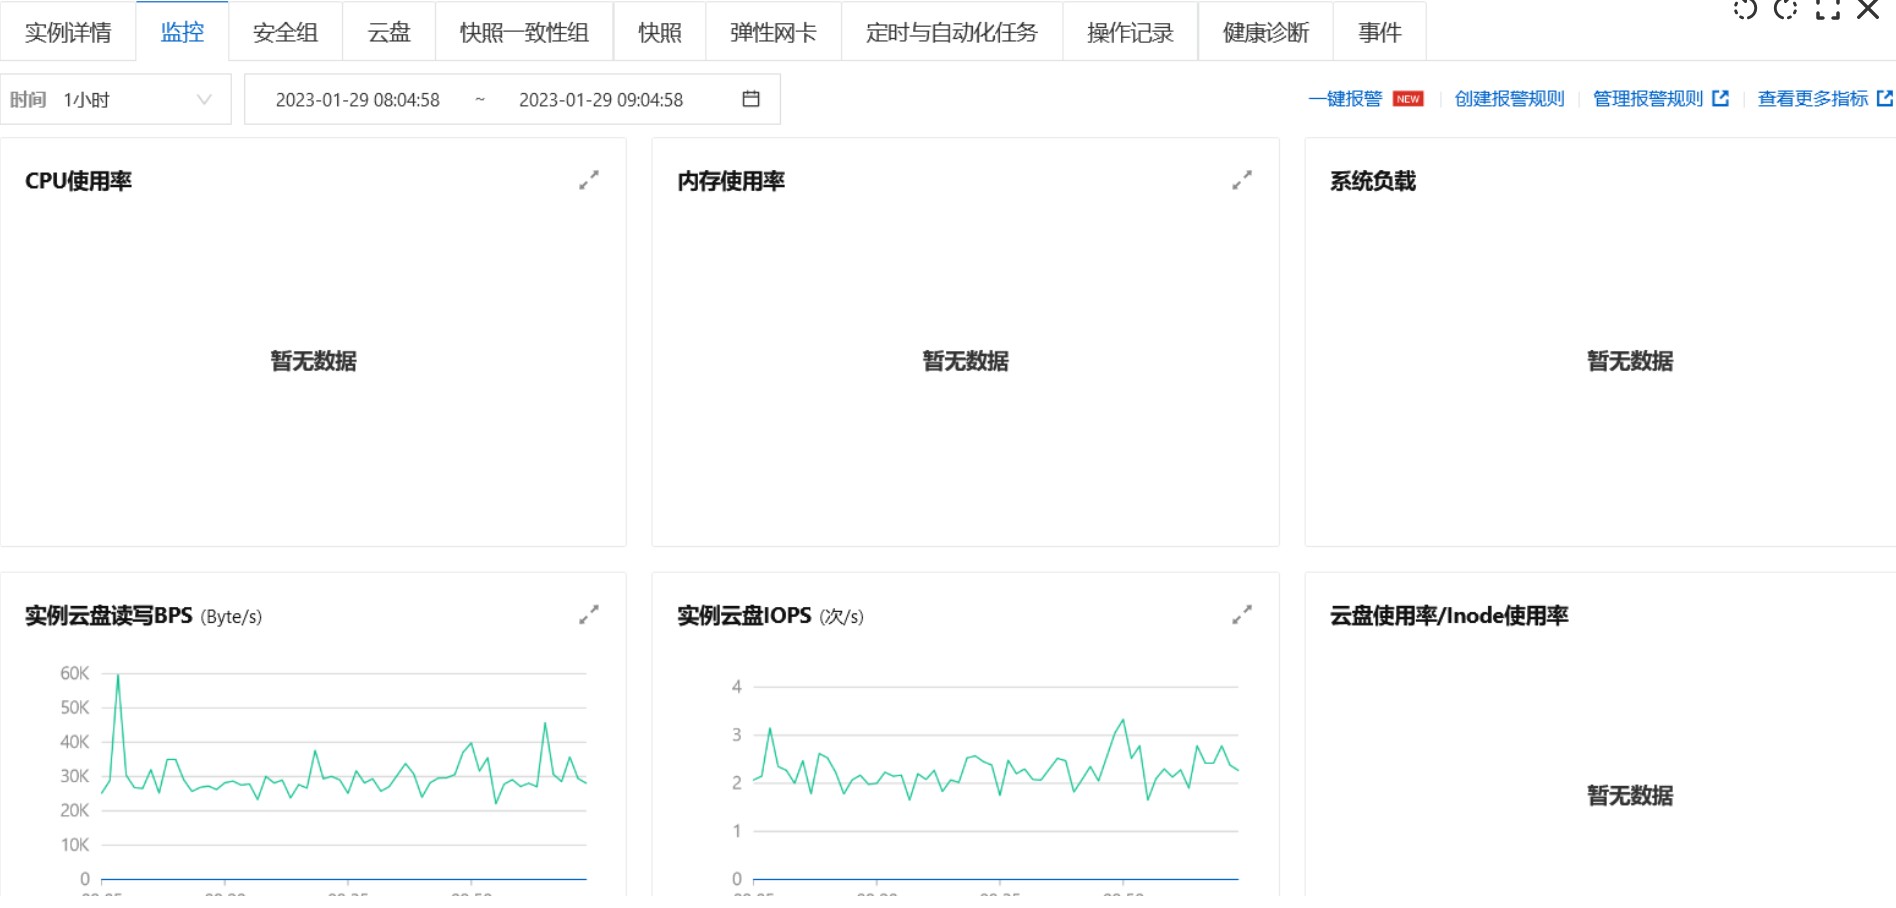 实例详情 监控 安全组 云盘 快照一致性组 快照 弹性网卡 定时与自动化任务 操作记录 健康诊断 事件
时间 1小时 2023-01-29 08:04:58 ~ 2023-01-29 09:04:58 一键报警 NEW 创建报警规则 管理报警规则 查看更多指标
CPU使用率
暂无数据
内存使用率
暂无数据
系统负载
暂无数据
实例云盘读写BPS (Byte/s)
60K
50K
40K
30K
20K
10K
0
实例云盘IOPS (次/s)
4
3
2
1
0
云盘使用率/Inode使用率
暂无数据